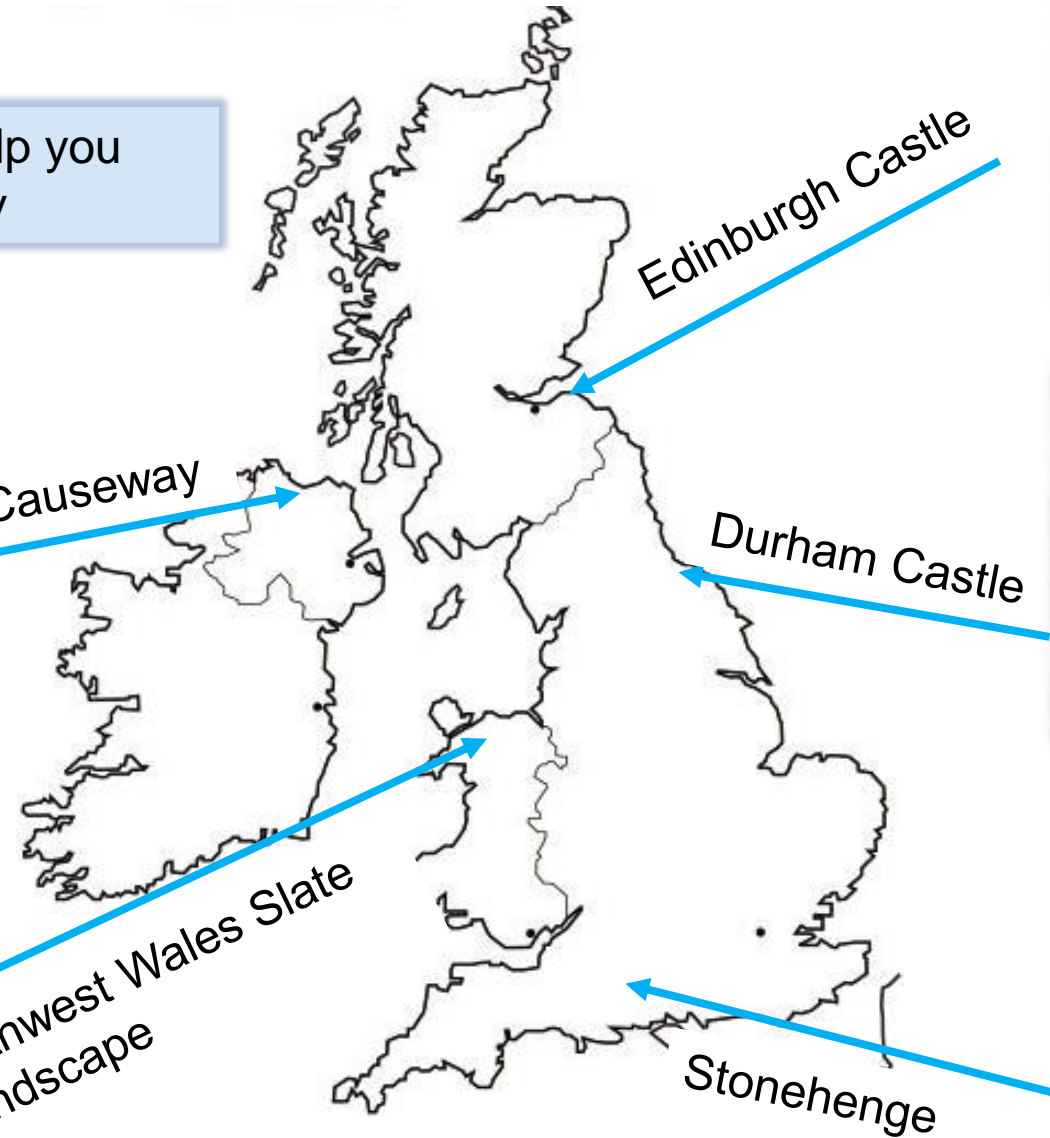 lp you
Edinburgh Castle
Causeway
Durham Castle
nwest Wales Slate
ndscape
Stonehenge